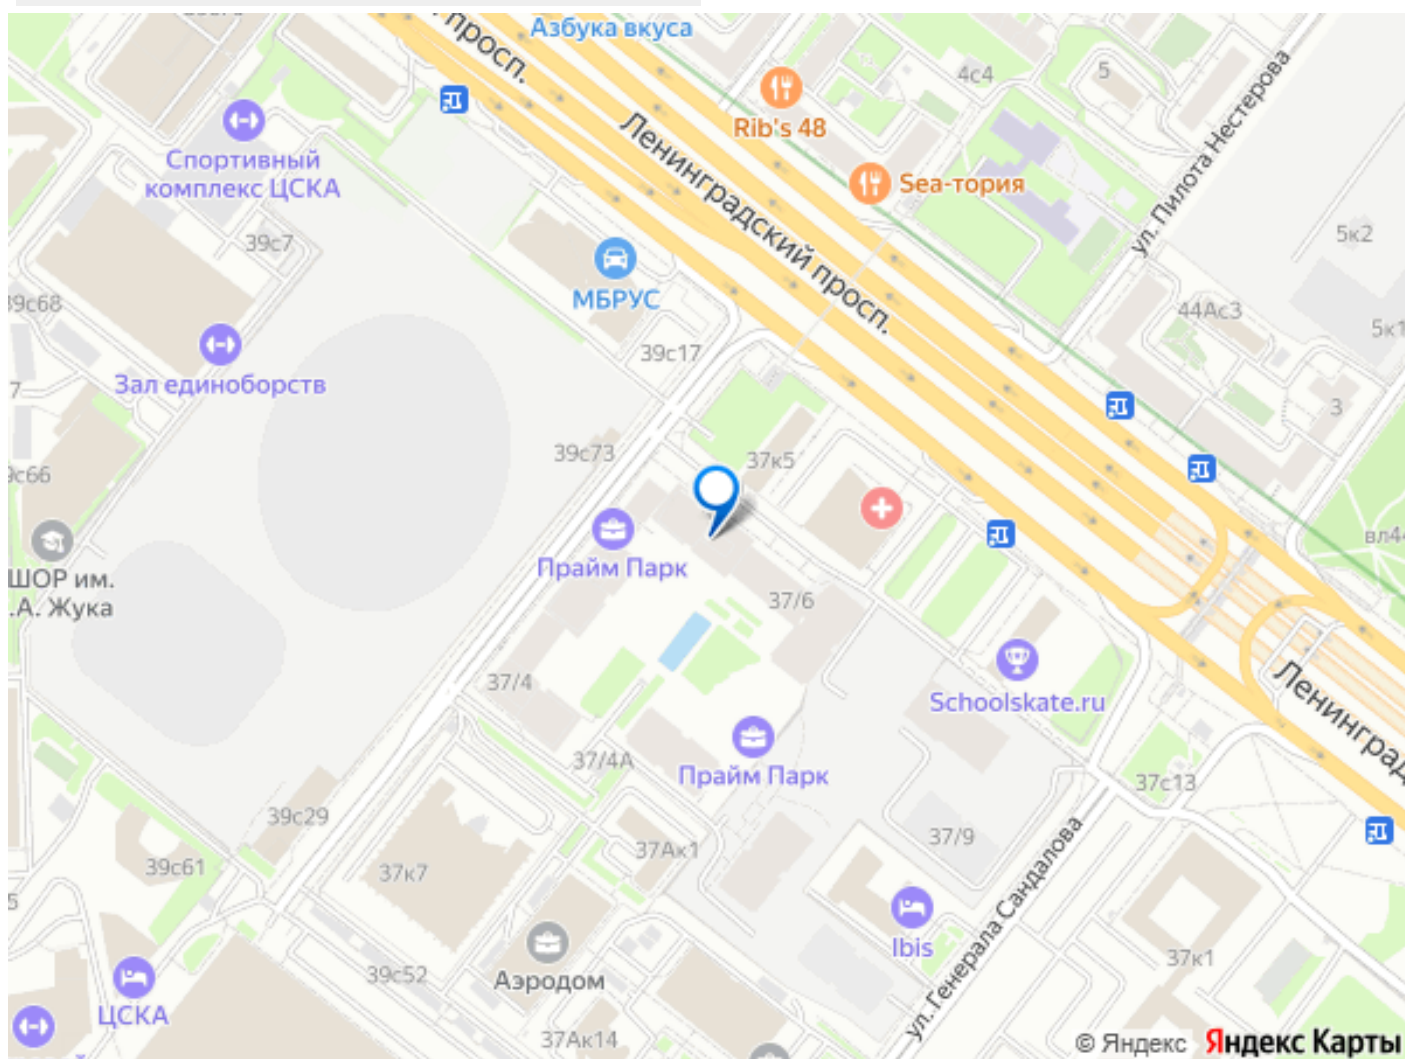 Азбука вкуса
просп.
4с4
5
Rib's 48
Спортивный
комплекс ЦСКА
Sea-тория
ул. Пилота Нестерова
Ленинградский просп.
39с7
5к2
МБРУС
39с68
44Ас3
5к1
39с17
Зал единоборств
7
3
39с73
37к5
9с66
вл44
Прайм Парк
ШОР им.
.А. Жука
37/6
37/4
Schoolskate.ru
Ленинград
Прайм Парк
37/4А
37с13
39с29
37/9
37Ак1
39с61
37к7
5
ул. Генерала Сандалова
Ibis
37к1
39с52
Аэродом
ЦСКА
37Ак14
© Яндекс Яндекс Карты